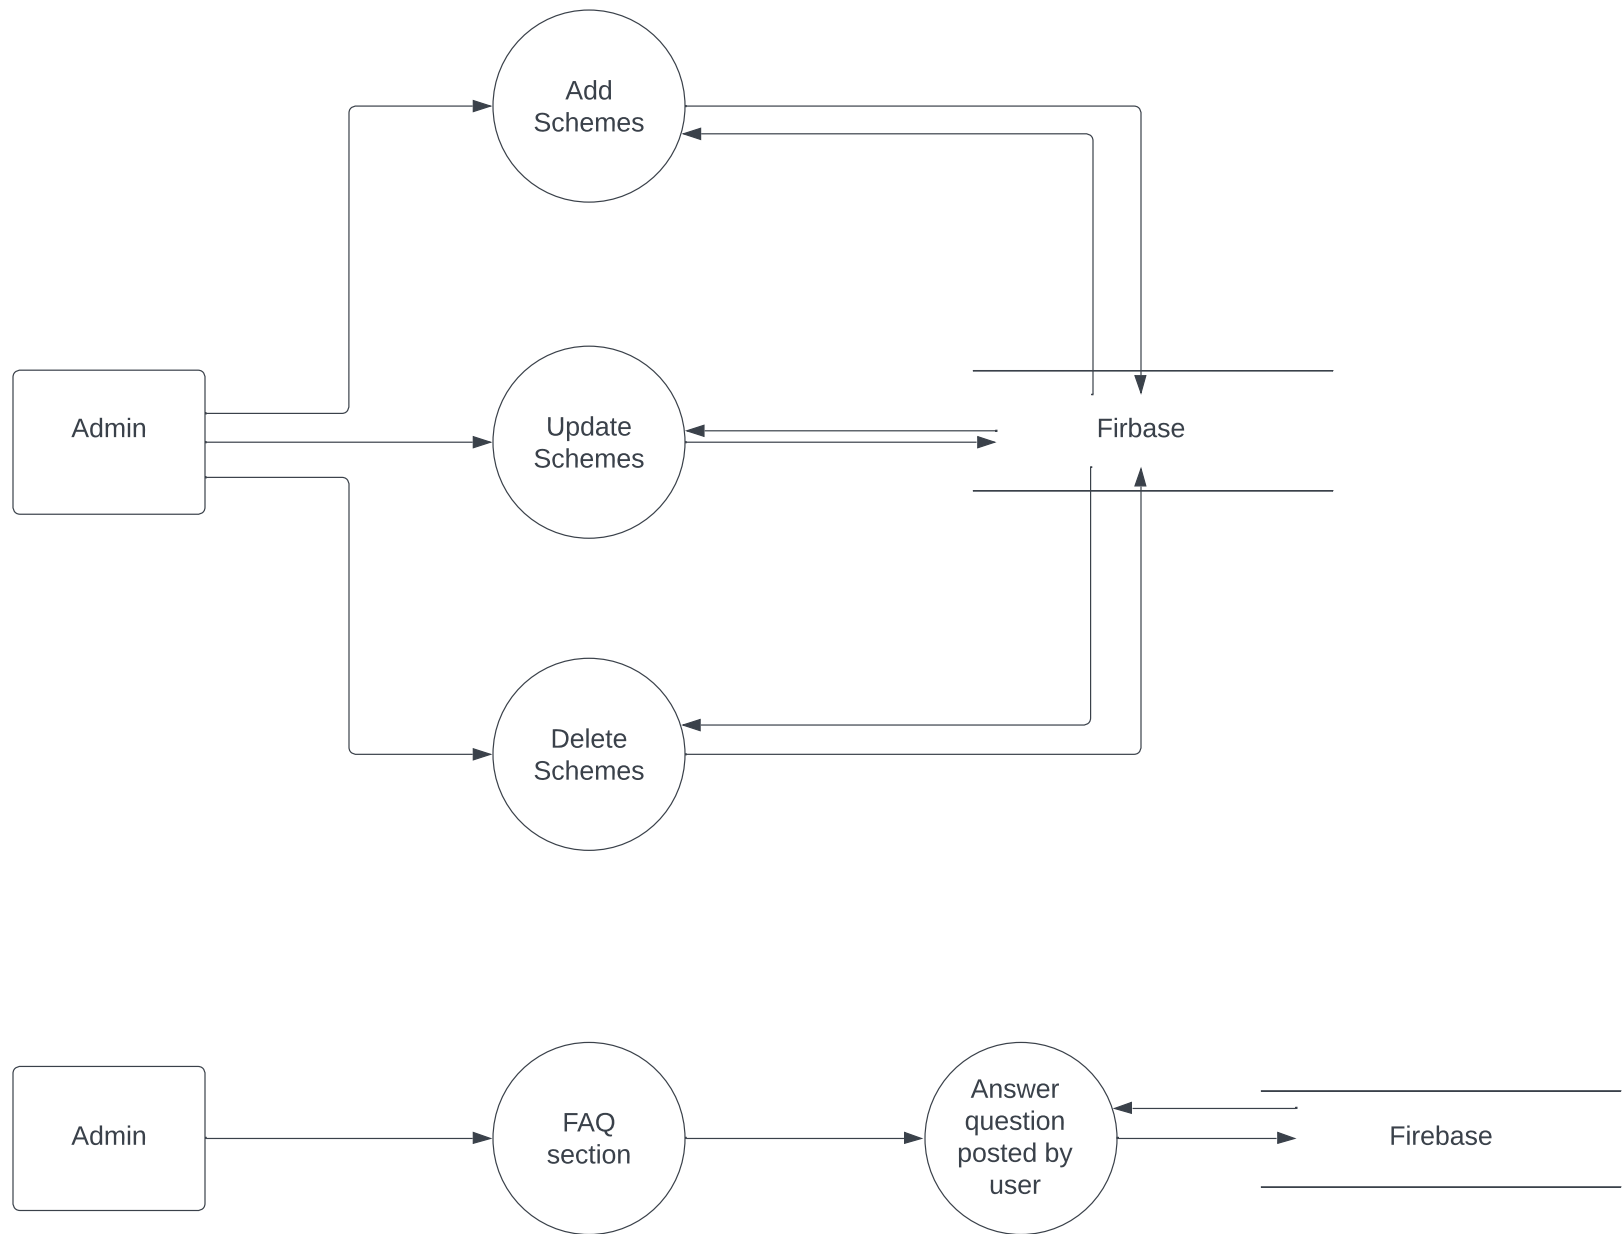 Add
Schemes
Admin
Update
Schemes
Firbase
Delete
Schemes
Admin
FAQ
section
Answer
question
posted by
user
Firebase